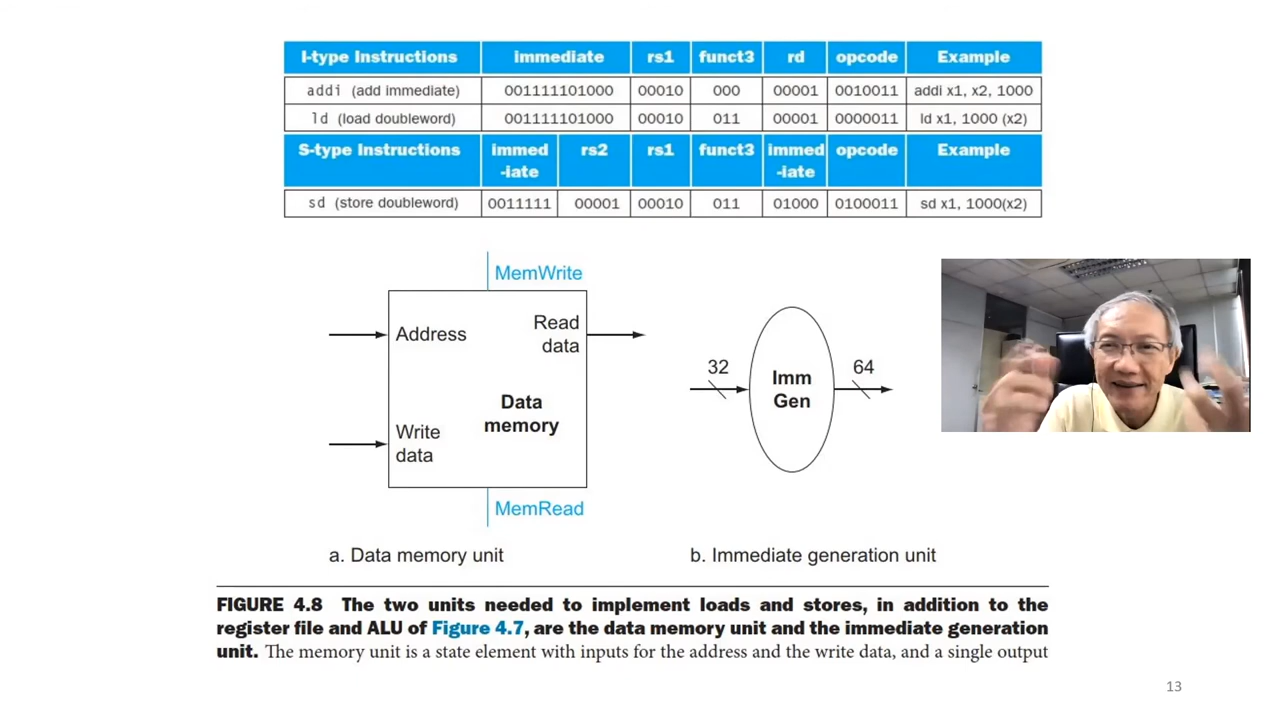 I-type Instructions immediate rs1 funct3 rd opcode Example
addi (add immediate) 001111101000 00010 000 00001 0010011 addi x1, x2, 1000
ld (load doubleword) 001111101000 00010 011 00001 0000011 ld x1, 1000 (x2)
S-type Instructions immed -iate rs2 rs1 funct3 immed -iate opcode Example
sd (store doubleword) 0011111 00001 00010 011 01000 0100011 sd x1, 1000(x2)
MemWrite
Address
Read
data
Data
memory
Write
data
MemRead
32
Imm
Gen
64
a. Data memory unit
b. Immediate generation unit
FIGURE 4.8 The two units needed to implement loads and stores, in addition to the
register file and ALU of Figure 4.7, are the data memory unit and the immediate generation
unit. The memory unit is a state element with inputs for the address and the write data, and a single output
13